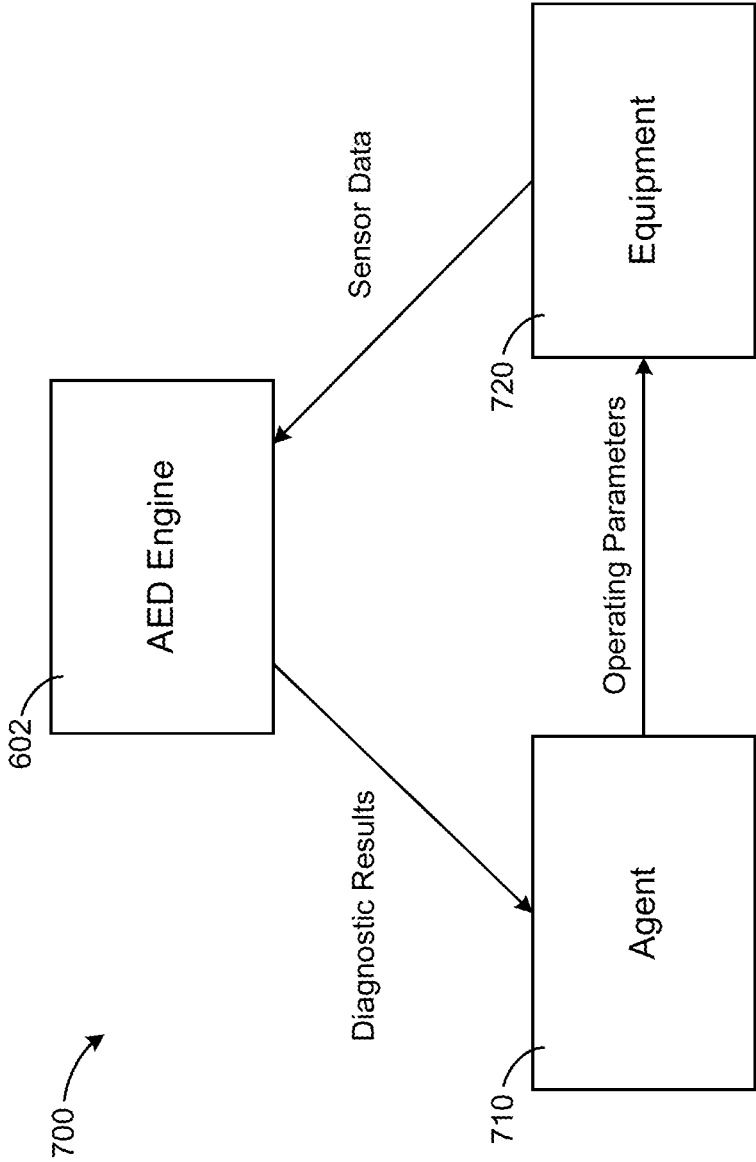 700
602
AED Engine
Diagnostic Results
Sensor Data
710
Agent
Operating Parameters
720
Equipment